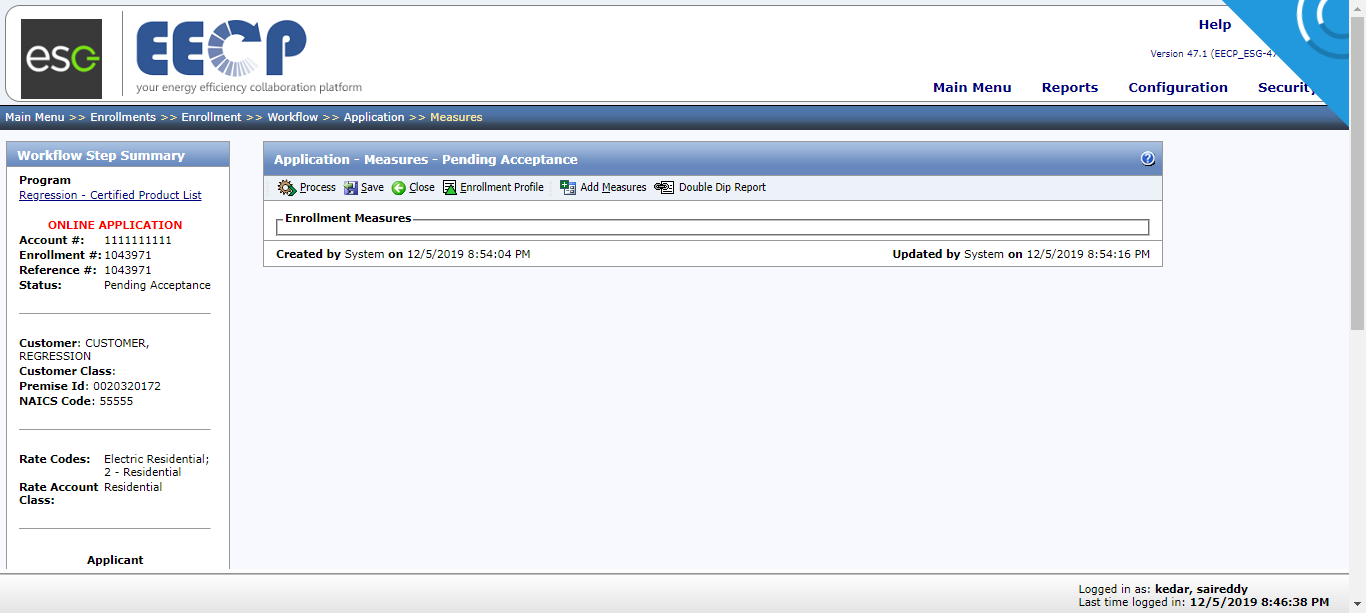 esc
EECP
your energy efficiency collaboration platform
Help
Version 47.1 (EECP_ESG-47
Main Menu Reports Configuration Security
Main Menu >> Enrollments >> Enrollment >> Workflow >> Application >> Measures
Workflow Step Summary
Program
Regression - Certified Product List
ONLINE APPLICATION
Account #: 1111111111
Enrollment #: 1043971
Reference #: 1043971
Status: Pending Acceptance
Customer: CUSTOMER,
REGRESSION
Customer Class:
Premise Id: 0020320172
NAICS Code: 55555
Rate Codes: Electric Residential;
2 - Residential
Rate Account Residential
Class:
Applicant
Application - Measures - Pending Acceptance
Process Save Close Enrollment Profile Add Measures Double Dip Report
Enrollment Measures
Created by System on 12/5/2019 8:54:04 PM Updated by System on 12/5/2019 8:54:16 PM
Logged in as: kedar, saireddy
Last time logged in: 12/5/2019 8:46:38 PM